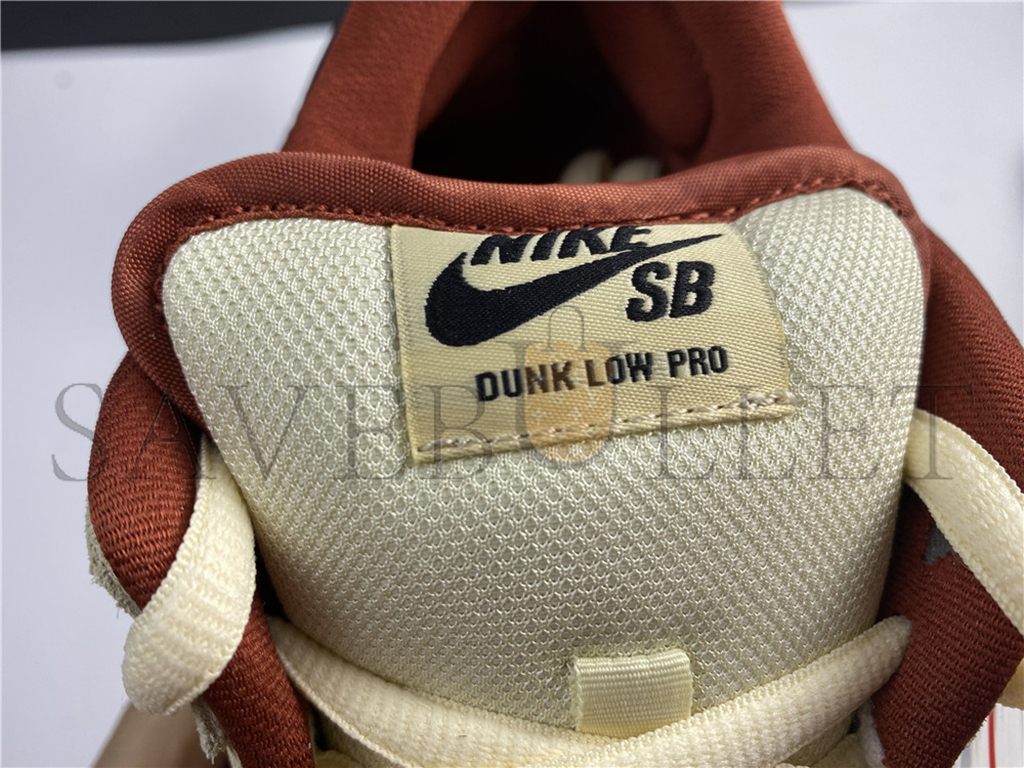 NIKE
SB
DUNK LOW PRO
SAVEBULLET